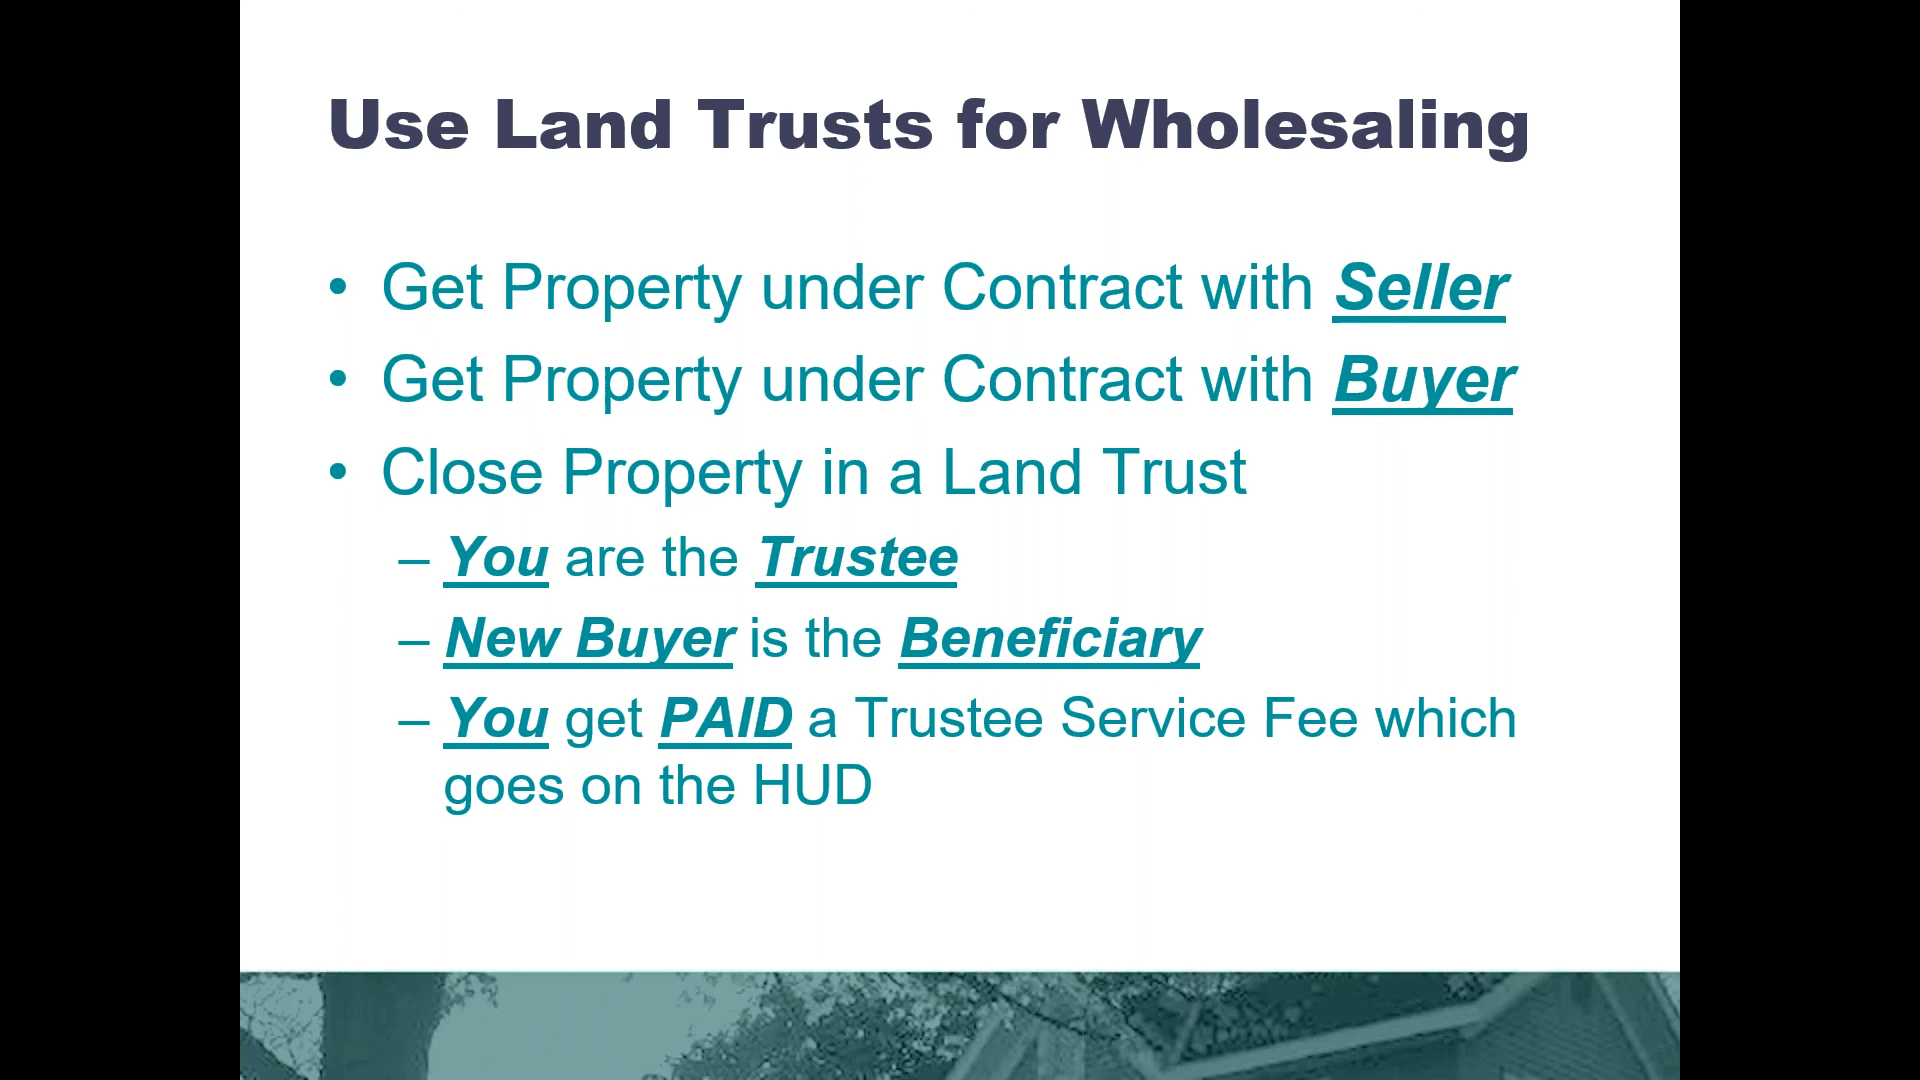 Use Land Trusts for Wholesaling
• Get Property under Contract with Seller
• Get Property under Contract with Buyer
• Close Property in a Land Trust
– You are the Trustee
– New Buyer is the Beneficiary
– You get PAID a Trustee Service Fee which
goes on the HUD